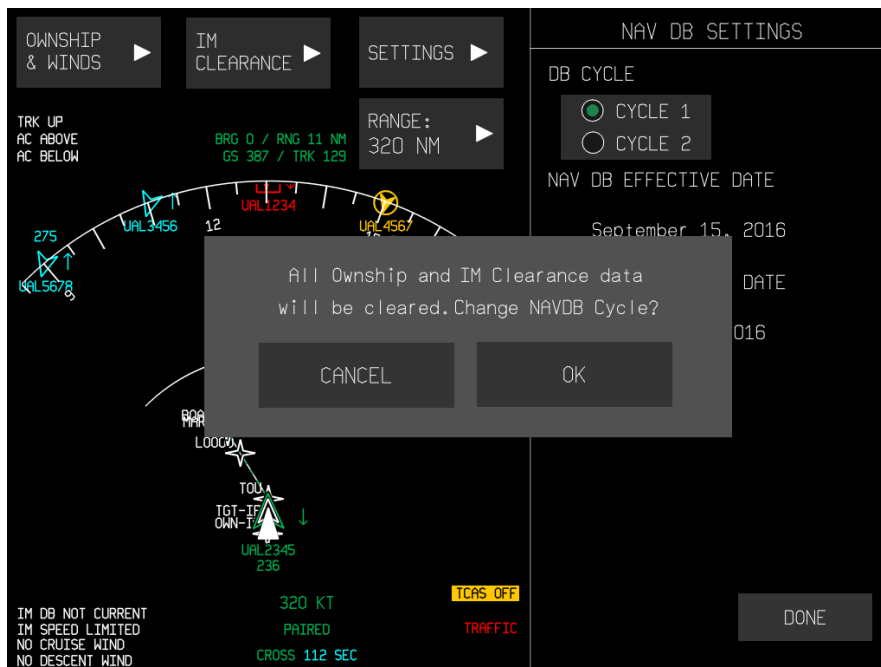 OWNSHIP
& WINDS
IM
CLEARANCE
SETTINGS
NAV DB SETTINGS
DB CYCLE
CYCLE 1
CYCLE 2
TRK UP
AC ABOVE
AC BELOW
BRG 0 / RNG 11 NM
GS 387 / TRK 129
RANGE:
320 NM
NAV DB EFFECTIVE DATE
September 15, 2016
UAL1234
UAL3456
12
UAL4567
275
UAL5678
9
DATE
All Ownship and IM Clearance data
will be cleared.Change NAVDB Cycle?
CANCEL
OK
TOU
TGT-IF
UAL2345
236
320 KT
PAIRED
CROSS 112 SEC
TCAS OFF
TRAFFIC
IM DB NOT CURRENT
IM SPEED LIMITED
NO CRUISE WIND
NO DESCENT WIND
DONE